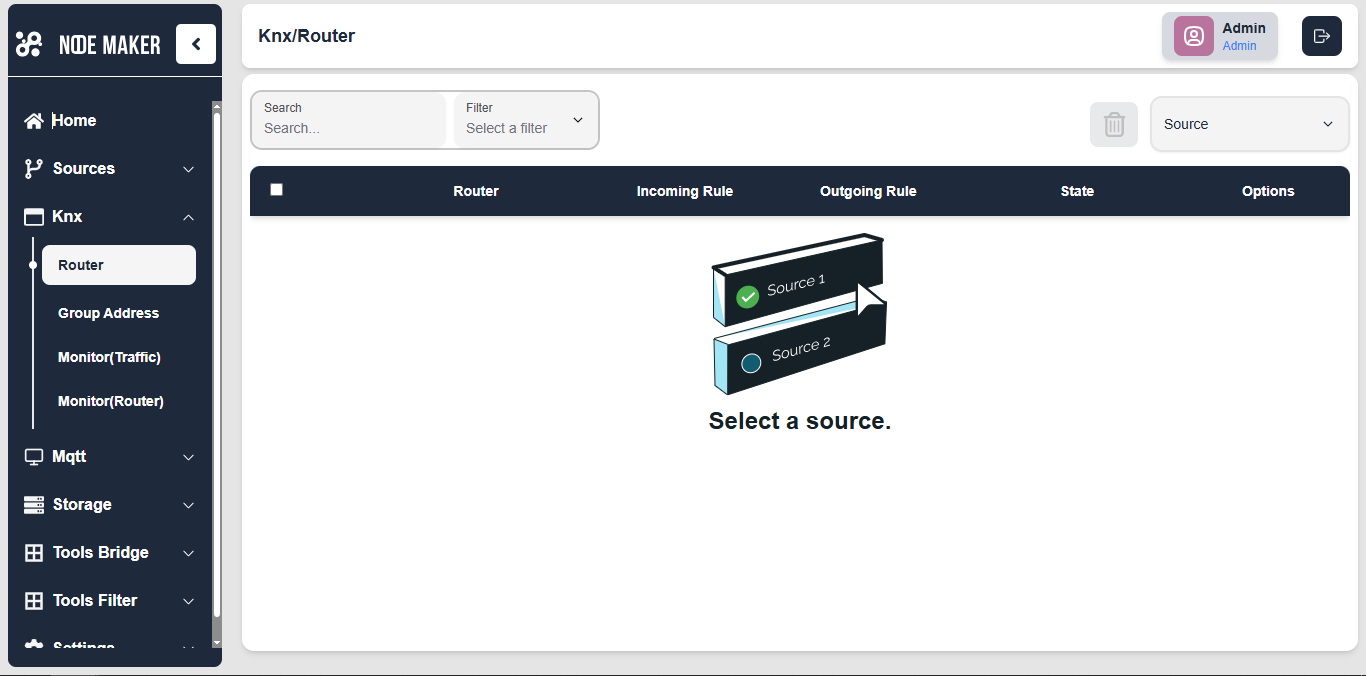 NODE MAKER
Home
Sources
Knx
Router
Group Address
Monitor(Traffic)
Monitor(Router)
Mqtt
Storage
Tools Bridge
Tools Filter
Settings
Knx/Router
Admin
Admin
Search
Search...
Filter
Select a filter
Source
Router Incoming Rule Outgoing Rule State Options
Source 1
Source 2
Select a source.